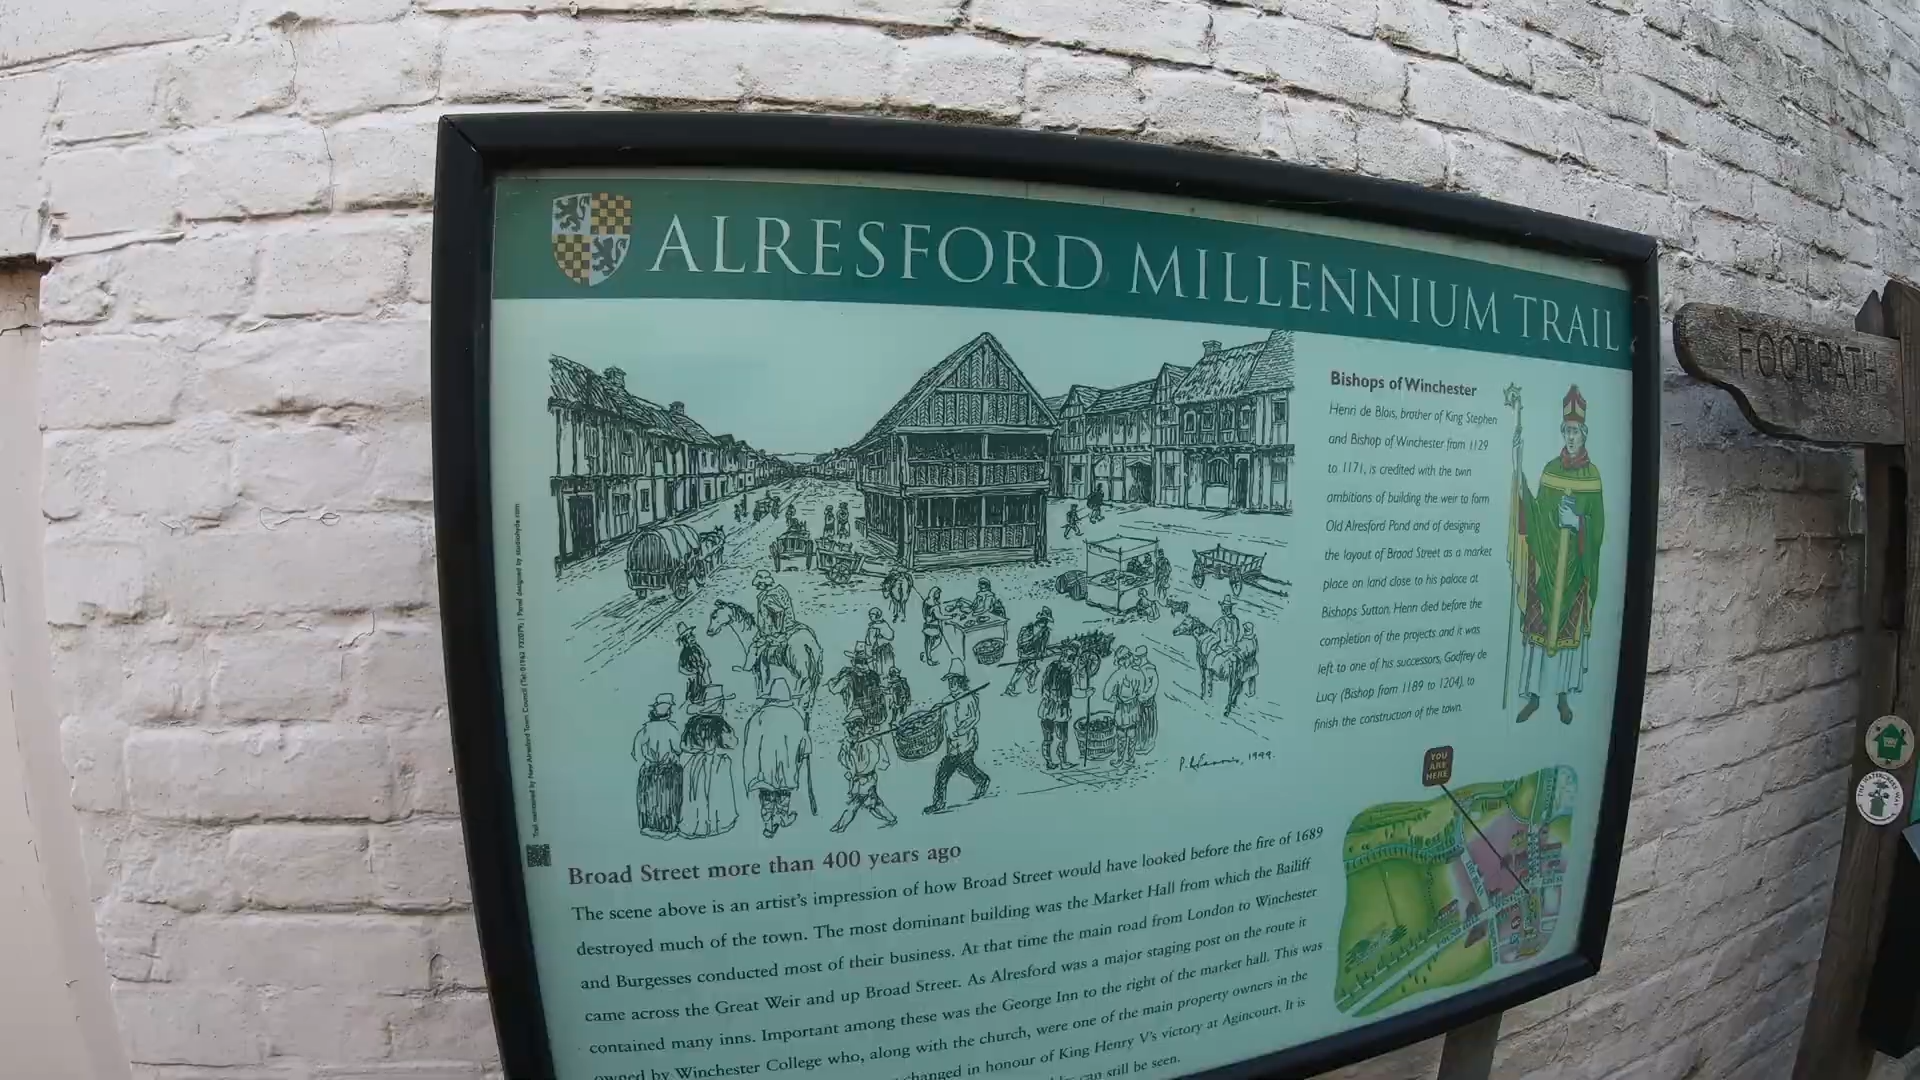 ALRESFORD MILLENNIUM TRAIL
FOOTPATH
Bishops of Winchester
Henri de Blois, brother of King Stephen
and Bishop of Winchester from 1129
to 1171, is credited with the twin
ambitions of building the weir to form
Old Alresford Pond and of designing
the layout of Broad Street as a market
place on land close to his palace at
Bishops Sutton. Henri died before the
completion of the projects and it was
left to one of his successors, Godfrey de
Lucy (Bishop from 1189 to 1204), to
finish the construction of the town.
1999.
YOU
ARE
HERE
Broad Street more than 400 years ago
The scene above is an artist's impression of how Broad Street would have looked before the fire of 1689
destroyed much of the town. The most dominant building was the Market Hall from which the Bailiff
and Burgesses conducted most of their business. At that time the main road from London to Winchester
came across the Great Weir and up Broad Street. As Alresford was a major staging post on the route it
contained many inns. Important among these was the George Inn to the right of the market hall. This was
owned by Winchester College who, along with the church, were one of the main property owners in the
changed in honour of King Henry V's victory at Agincourt. It is
can still be seen.